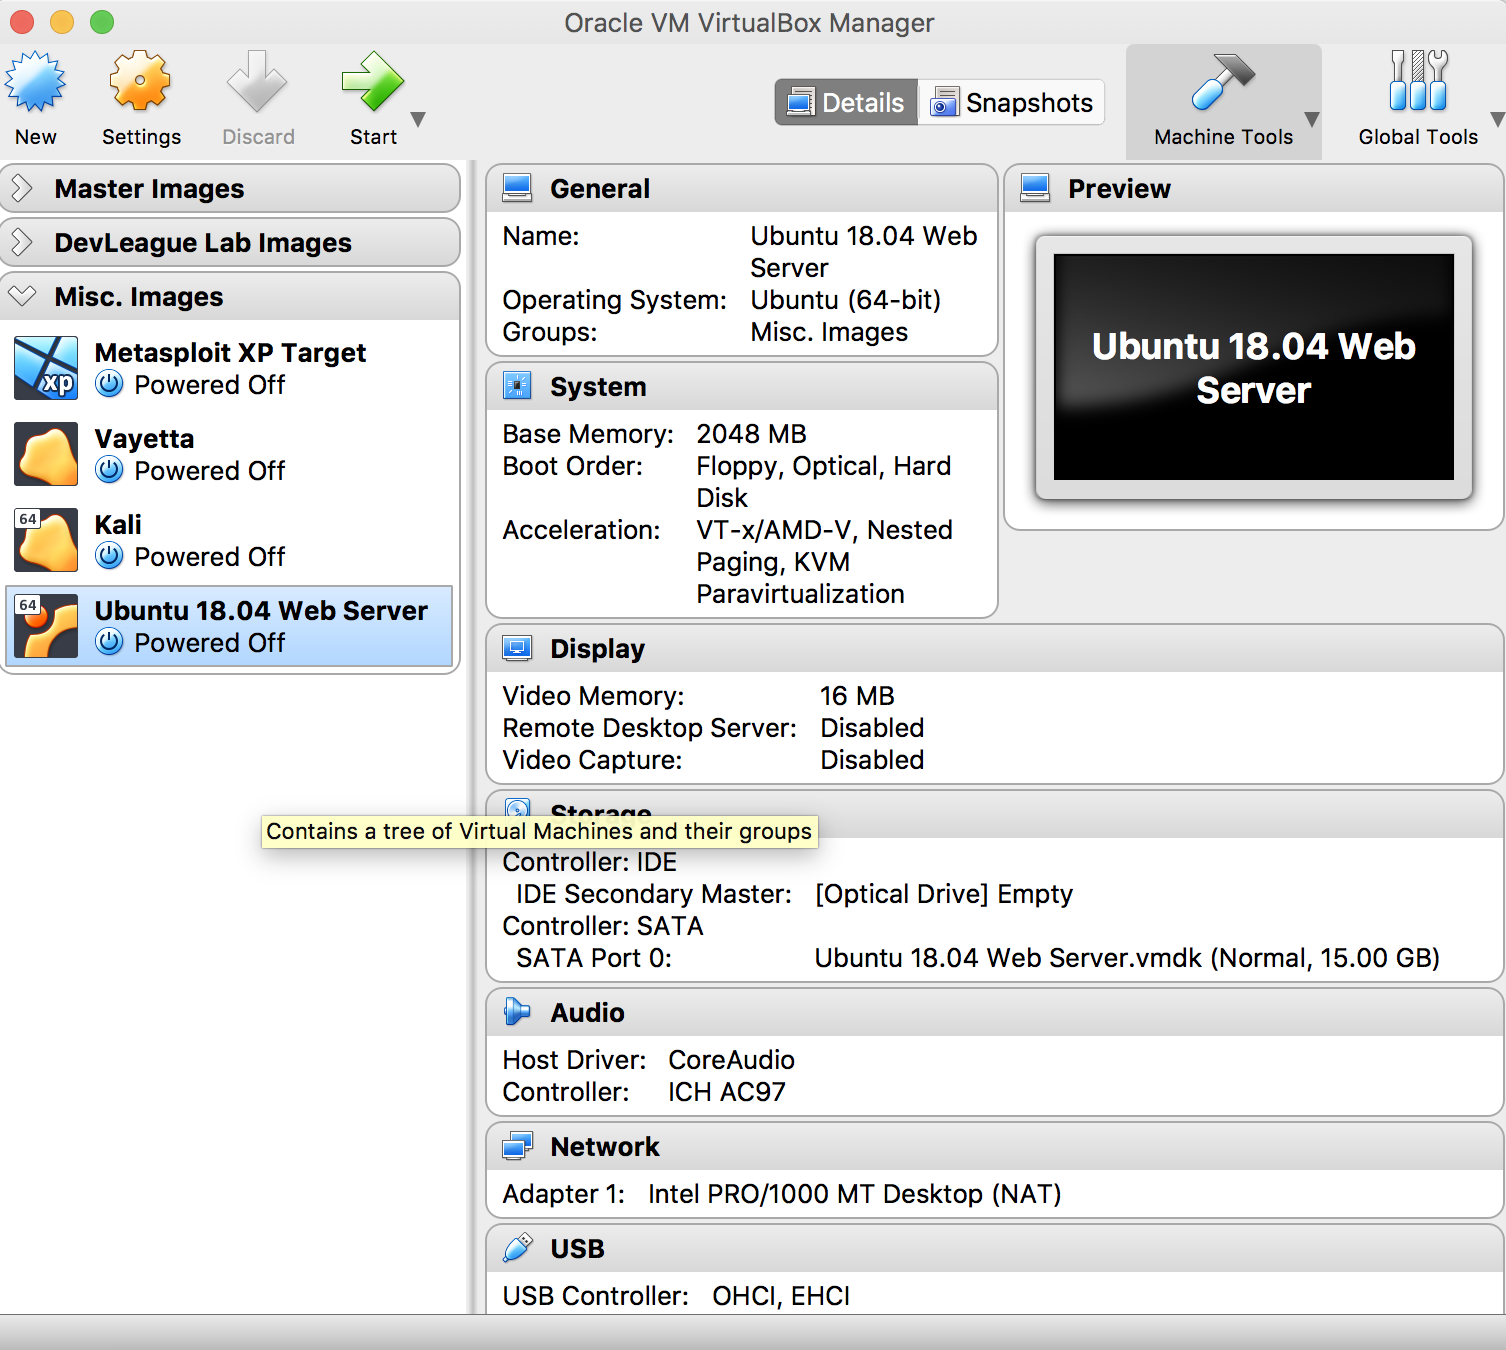 Oracle VM VirtualBox Manager
New
Settings
Discard
Start
Details
Snapshots
Machine Tools
Global Tools
Master Images
DevLeague Lab Images
Misc. Images
xp
Metasploit XP Target
Powered Off
Vayetta
Powered Off
64
Kali
Powered Off
64
Ubuntu 18.04 Web Server
Powered Off
General
Name: Ubuntu 18.04 Web
Server
Operating System: Ubuntu (64-bit)
Groups: Misc. Images
Preview
Ubuntu 18.04 Web
Server
System
Base Memory: 2048 MB
Boot Order: Floppy, Optical, Hard
Disk
Acceleration: VT-x/AMD-V, Nested
Paging, KVM
Paravirtualization
Display
Video Memory: 16 MB
Remote Desktop Server: Disabled
Video Capture: Disabled
Storage
Contains a tree of Virtual Machines and their groups
Controller: IDE
IDE Secondary Master: [Optical Drive] Empty
Controller: SATA
SATA Port 0: Ubuntu 18.04 Web Server.vmdk (Normal, 15.00 GB)
Audio
Host Driver: CoreAudio
Controller: ICH AC97
Network
Adapter 1: Intel PRO/1000 MT Desktop (NAT)
USB
USB Controller: OHCI, EHCI